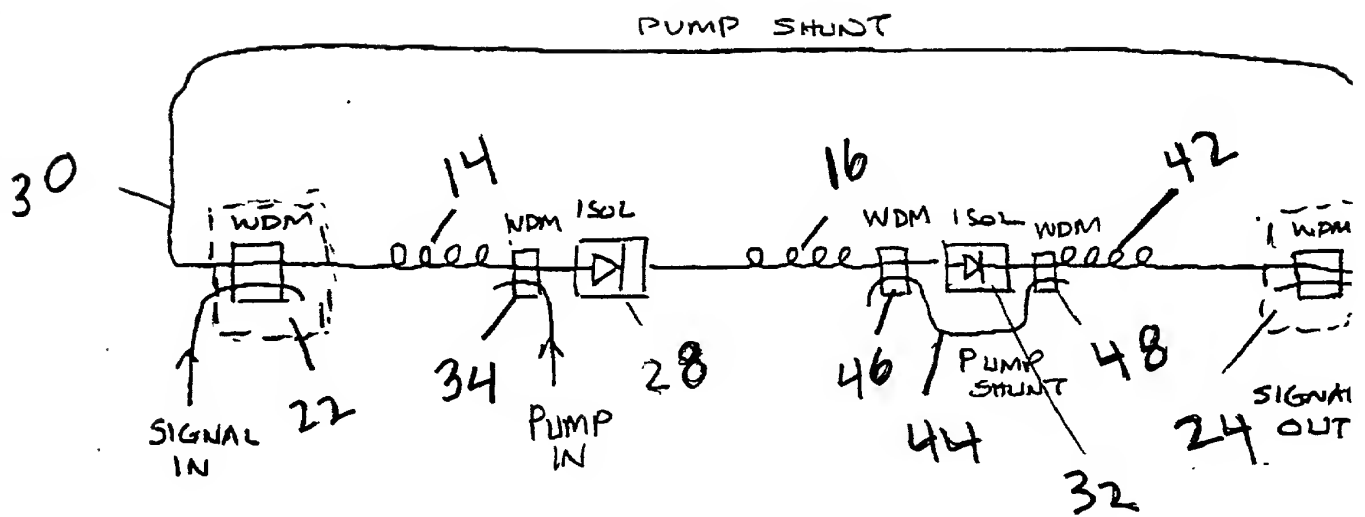 PUMP SHUNT
30
14
16
42
WDM
WDM
ISOL
WDM
ISOL
WDM
WDM
34
28
46
PUMP
SHUNT
48
22
SIGNAL
IN
PUMP
IN
44
24
SIGNAL
OUT
32